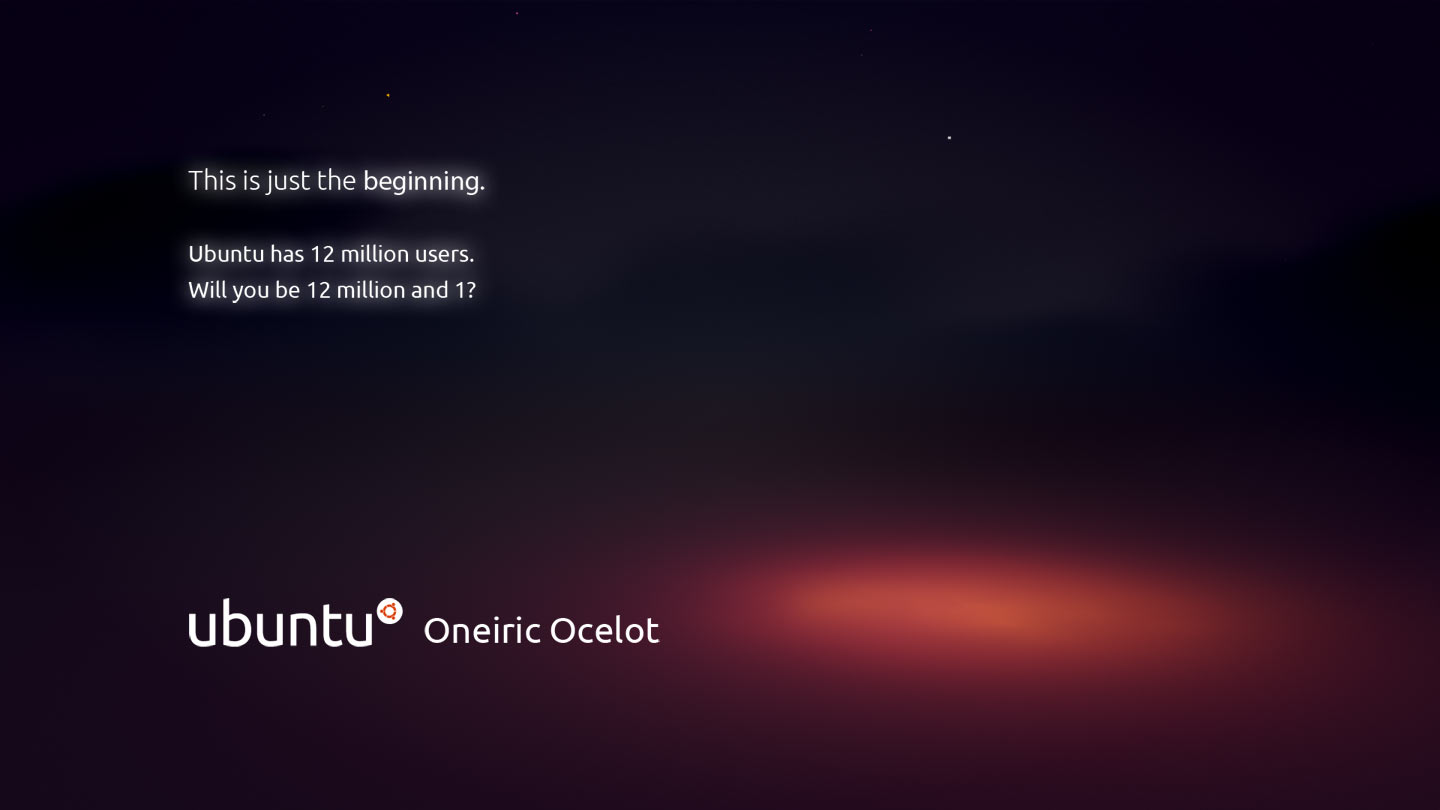 This is just the beginning.
Ubuntu has 12 million users.
Will you be 12 million and 1?
ubuntu Oneiric Ocelot